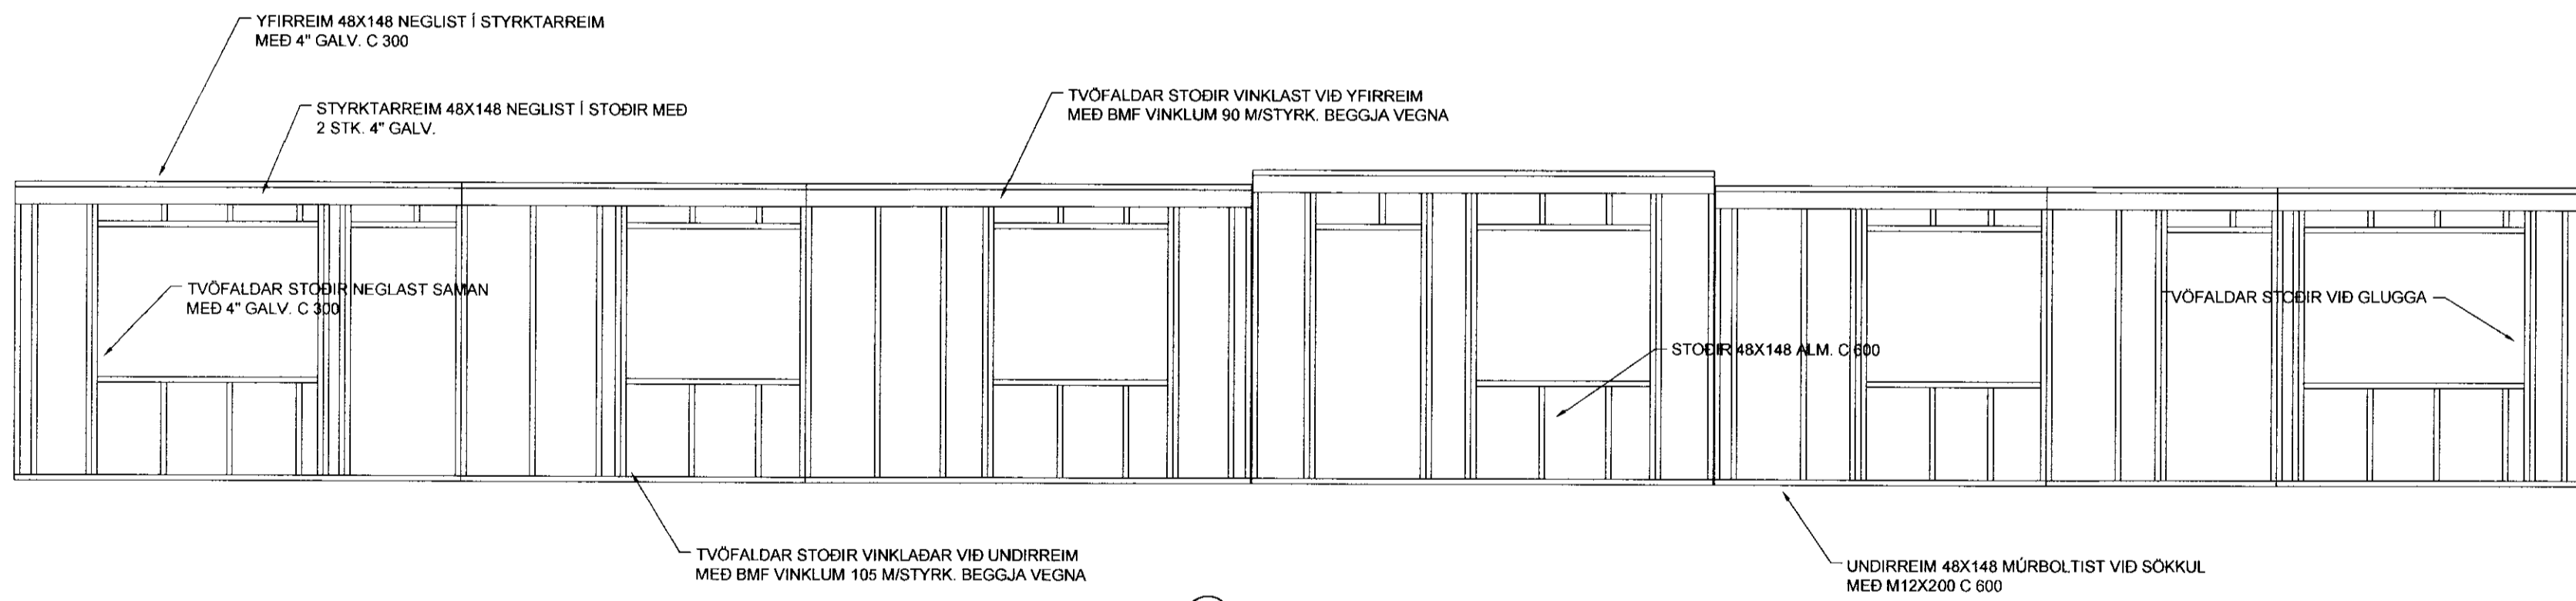 YFIRREIM 48X148 NEGLIST Í STYRKTARREIM
MEÐ 4" GALV. C 300
STYRKTARREIM 48X148 NEGLIST Í STOÐIR MEÐ
2 STK. 4" GALV.
TVÖFALDAR STOÐIR VINKLAST VIÐ YFIRREIM
MEÐ BMF VINKLUM 90 M/STYRK. BEGGJA VEGNA
TVÖFALDAR STOÐIR NEGLAST SAMAN
MEÐ 4" GALV. C 300
TVÖFALDAR STOÐIR VIÐ GLUGGA
STOÐIR 48X148 ALM. C 600
TVÖFALDAR STOÐIR VINKLAÐAR VIÐ UNDIRREIM
MEÐ BMF VINKLUM 105 M/STYRK. BEGGJA VEGNA
UNDIRREIM 48X148 MÚRBOLTIST VIÐ SÖKKUL
MEÐ M12X200 C 600